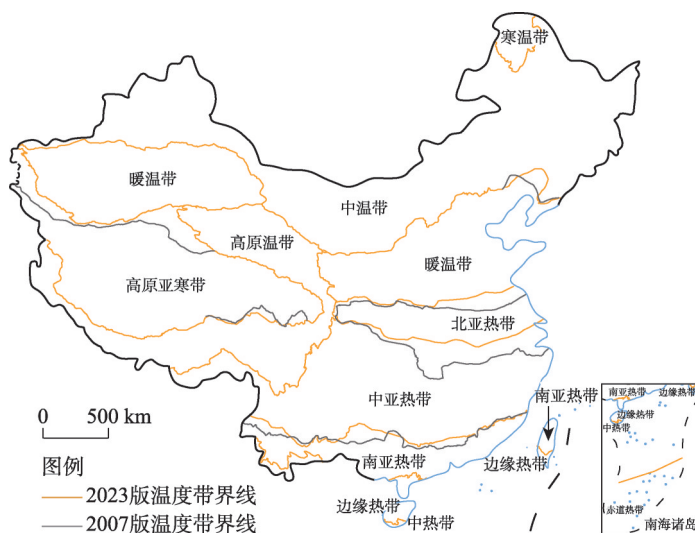 寒温带
暖温带
中温带
高原温带
暖温带
高原亚寒带
北亚热带
中亚热带
南亚热带
南亚热带
边缘热带
边缘热带
中热带
0 500 km
图例
2023版温度带界线
2007版温度带界线
南亚热带
边缘热带
边缘热带
中热带
赤道热带
南海诸岛